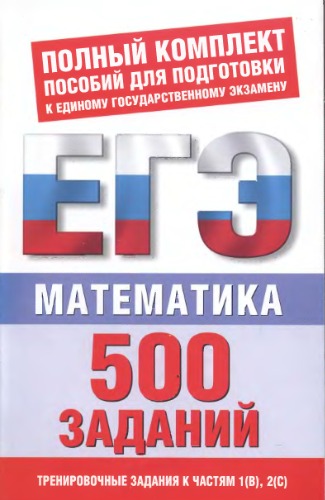 ПОЛНЫЙ КОМПЛЕКТ
ПОСОБИЙ ДЛЯ ПОДГОТОВКИ
К ЕДИНОМУ ГОСУДАРСТВЕННОМУ ЭКЗАМЕНУ
ЕГЭ
МАТЕМАТИКА
500
ЗАДАНИЙ
ТРЕНИРОВОЧНЫЕ ЗАДАНИЯ К ЧАСТЯМ 1(В), 2(С)